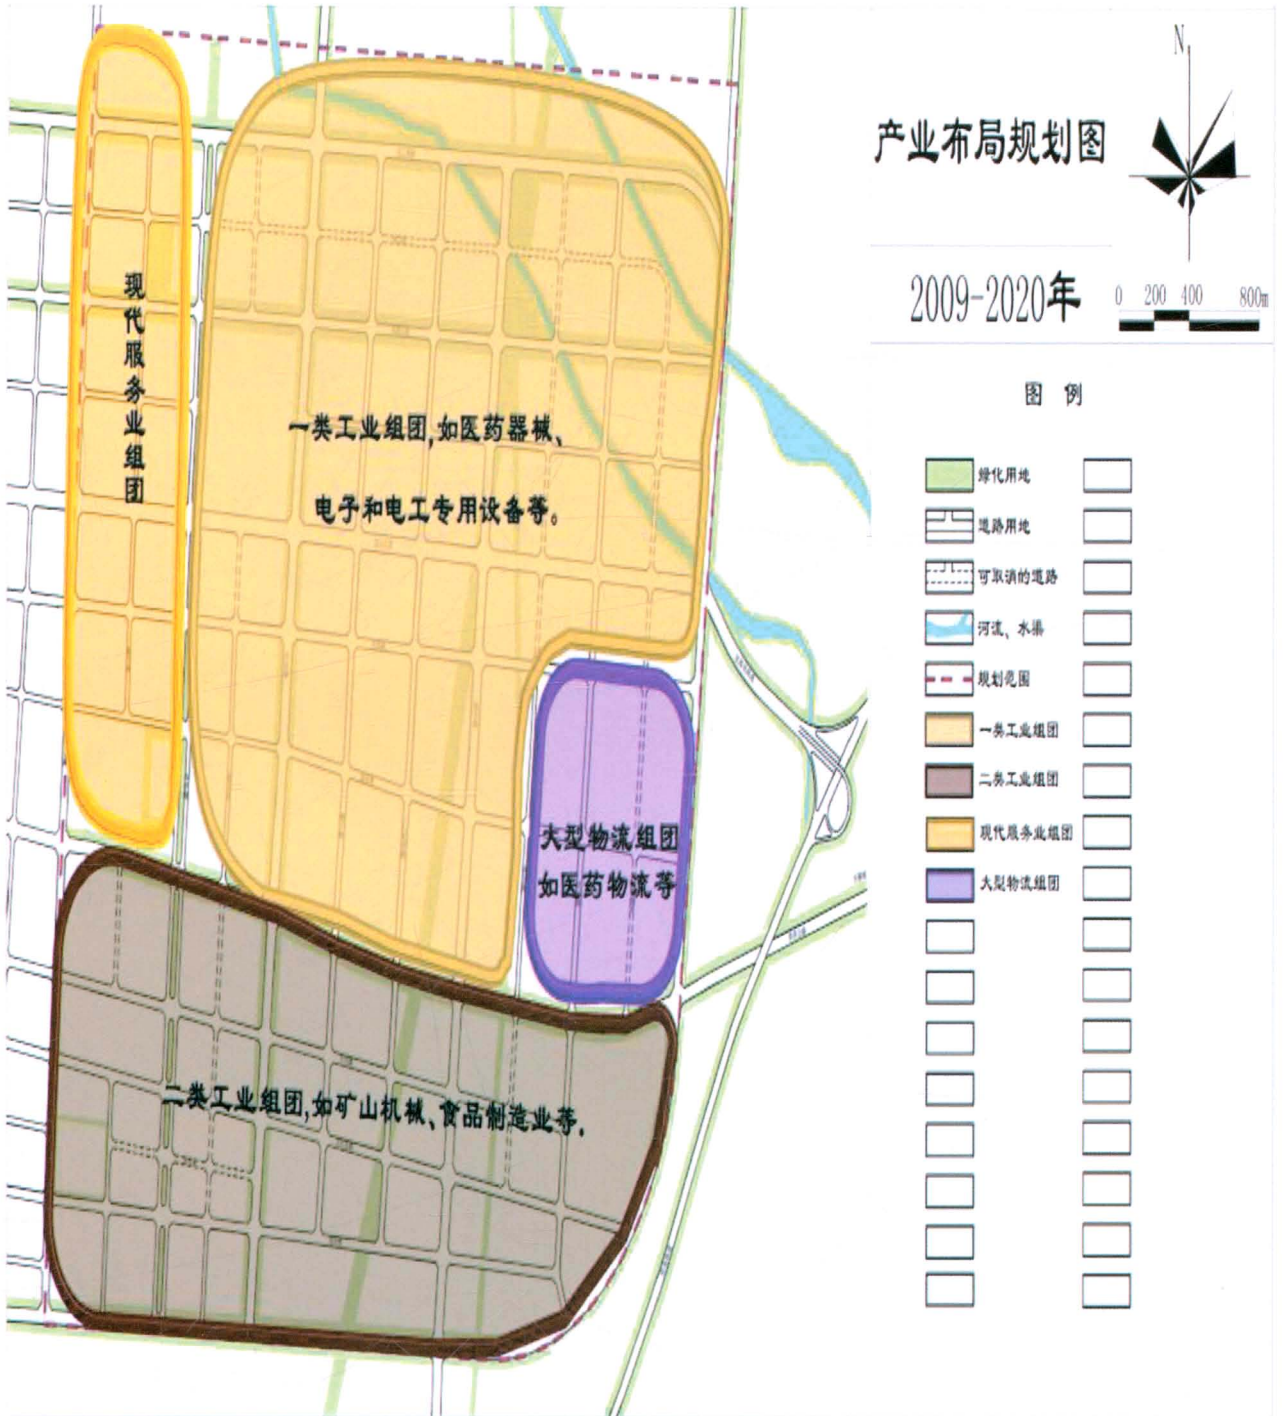 N
产业布局规划图
2009-2020年
0 200 400 800m
图 例
绿化用地
道路用地
可取消的道路
河流、水渠
规划范围
一类工业组团
二类工业组团
现代服务业组团
大型物流组团
现代服务业组团
一类工业组团,如医药器械、
电子和电工专用设备等。
大型物流组团
如医药物流等
二类工业组团,如矿山机械、食品制造业等.